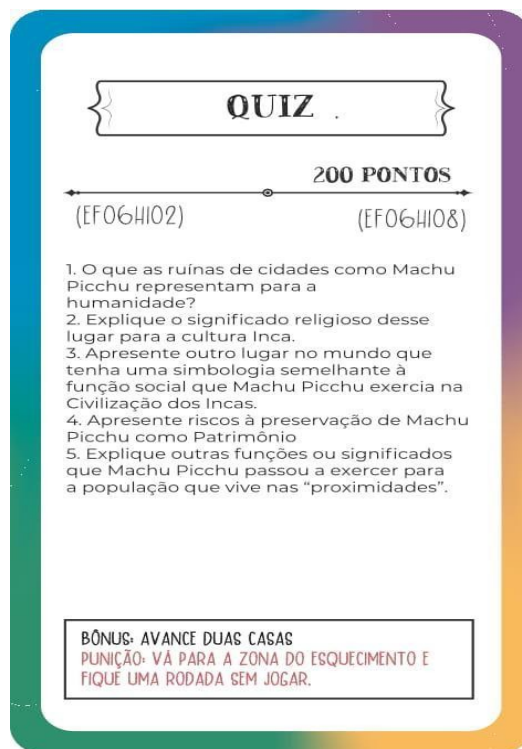 QUIZ .
200 PONTOS
(EF06HI02)
(EF06HI08)
1. O que as ruínas de cidades como Machu
Picchu representam para a
humanidade?
2. Explique o significado religioso desse
lugar para a cultura Inca.
3. Apresente outro lugar no mundo que
tenha uma simbologia semelhante à
função social que Machu Picchu exercia na
Civilização dos Incas.
4. Apresente riscos à preservação de Machu
Picchu como Patrimônio
5. Explique outras funções ou significados
que Machu Picchu passou a exercer para
a população que vive nas “proximidades”.
BÔNUS: AVANCE DUAS CASAS
PUNIÇÃO: VÁ PARA A ZONA DO ESQUECIMENTO E
FIQUE UMA RODADA SEM JOGAR.